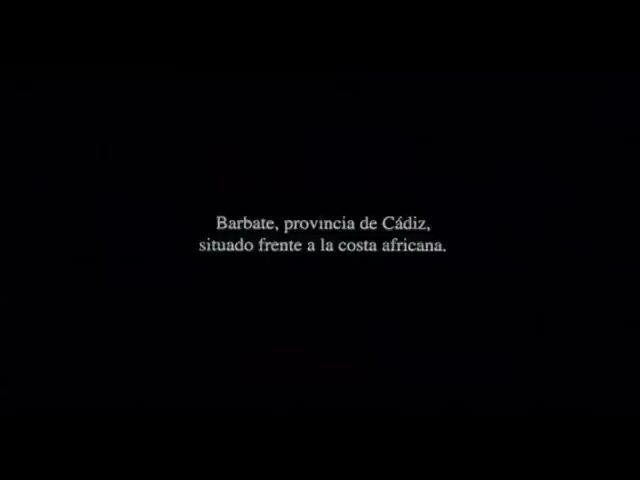 Barbate, provincia de Cádiz,
situado frente a la costa africana.